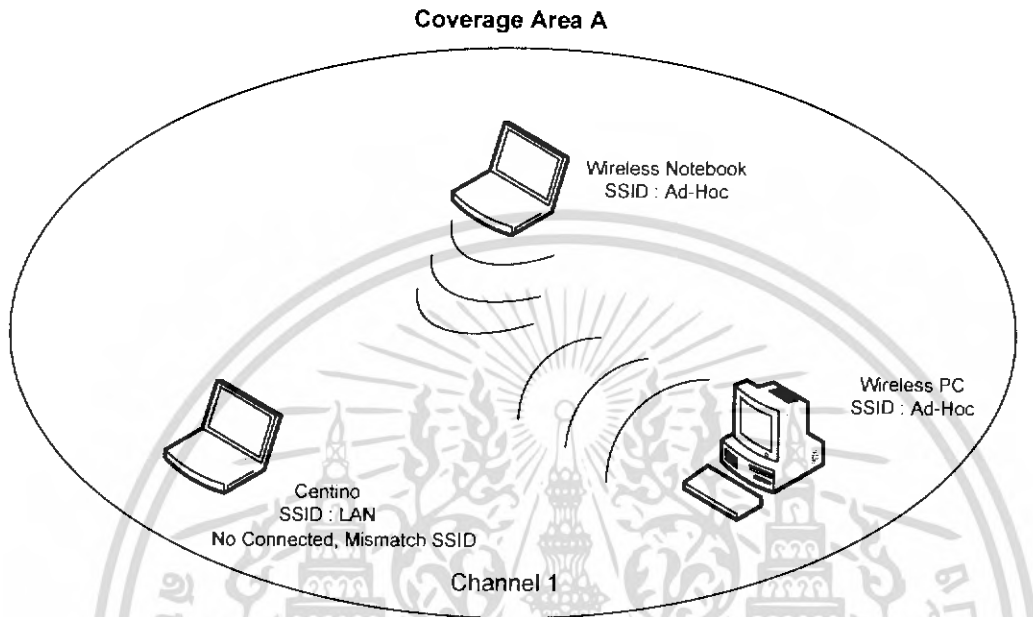 Coverage Area A
Wireless Notebook
SSID : Ad-Hoc
Wireless PC
SSID : Ad-Hoc
Centino
SSID : LAN
No Connected, Mismatch SSID
Channel 1